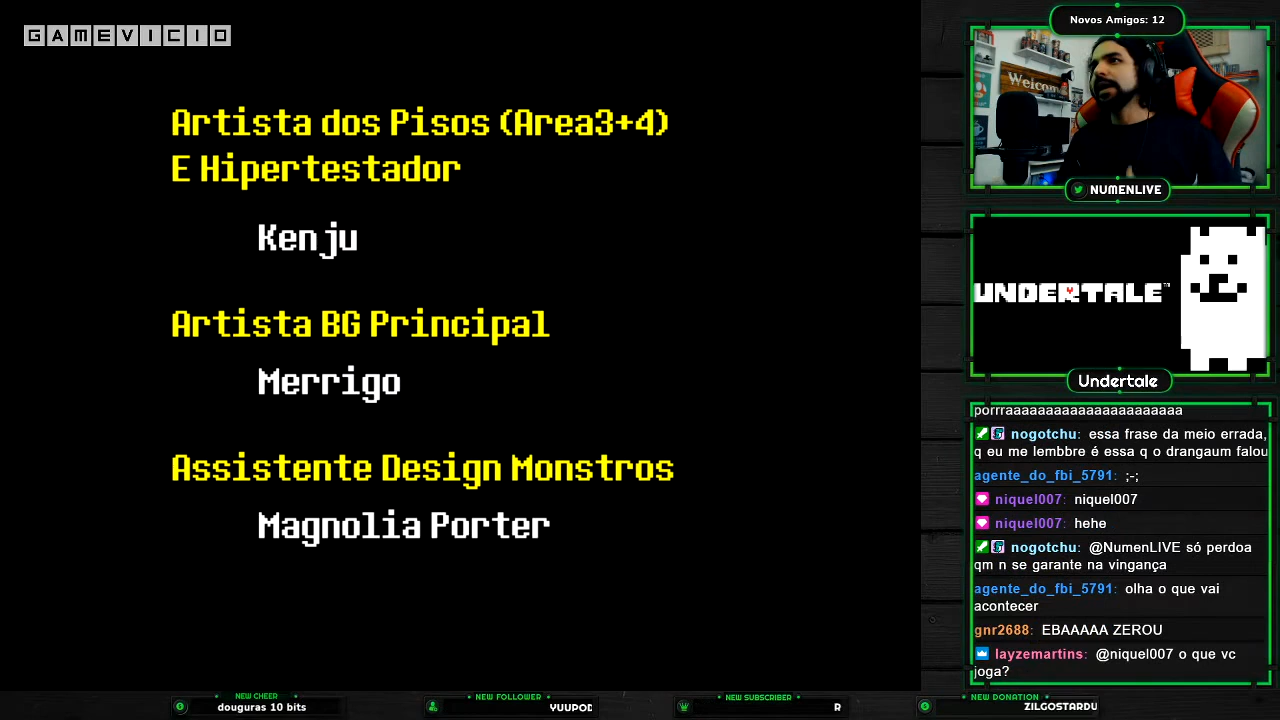 GAMEVICIO
Artista dos Pisos (Area3+4)
E Hipertestador
Kenju
Artista BG Principal
Merrigo
Assistente Design Monstros
Magnolia Porter
Novos Amigos: 12
Welcome
NUMENLIVE
UNDERTALE™
Undertale
porrraaaaaaaaaaaaaaaaaaaaaa
nogotchu: essa frase da meio errada,
q eu me lembbre é essa q o drangaum falou
agente_do_fbi_5791: ;-;
niquel007: niquel007
niquel007: hehe
nogotchu: @NumenLIVE só perdoa
qm n se garante na vingança
agente_do_fbi_5791: olha o que vai
acontecer
gnr2688: EBAAAAA ZEROU
layzemartins: @niquel007 o que vc
joga?
NEW CHEER
douguras 10 bits
NEW FOLLOWER
YUUPOD
NEW SUBSCRIBER
R
NEW DONATION
ZILGOSTARDU